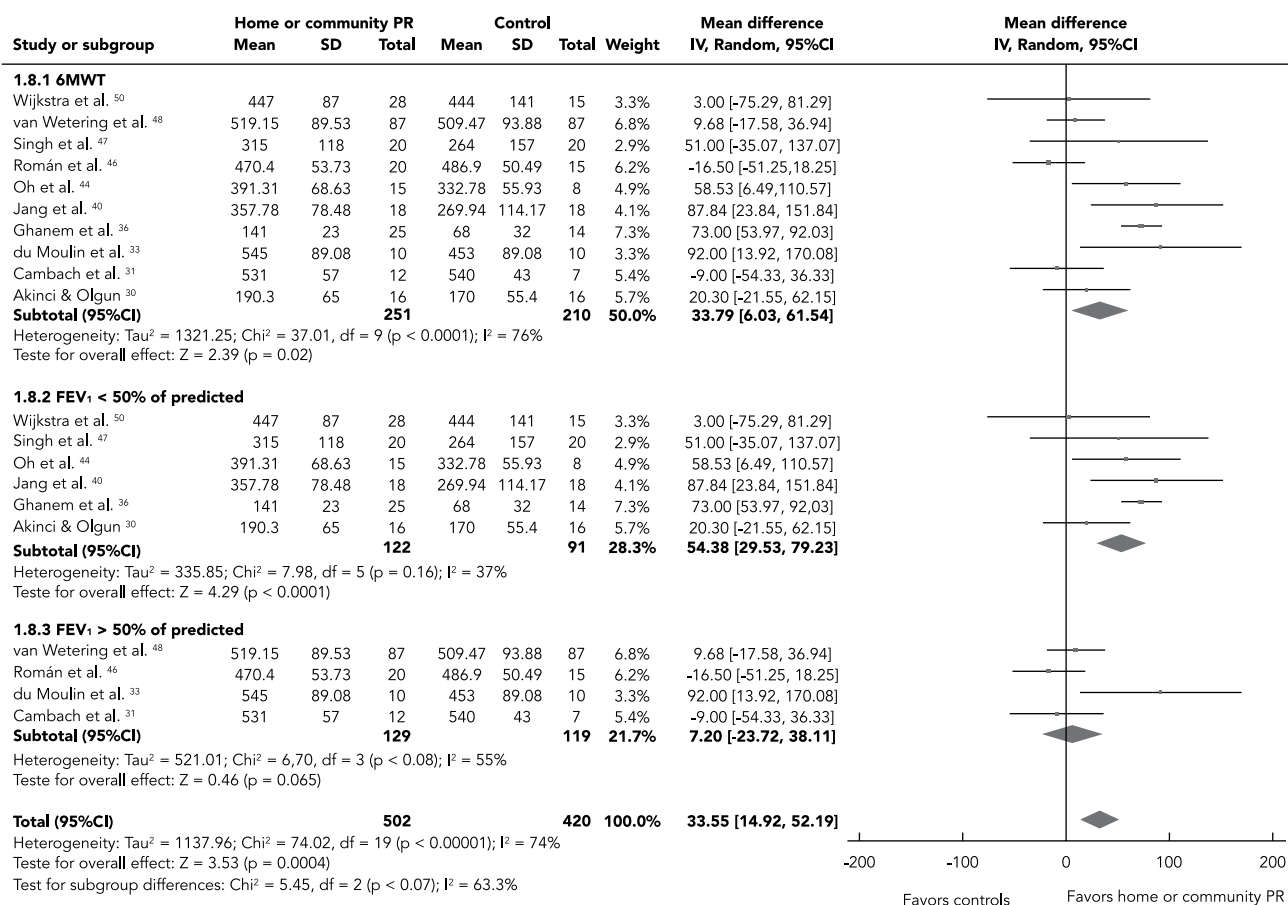 Home or community PR Control Mean difference Mean difference
Study or subgroup Mean SD Total Mean SD Total Weight IV, Random, 95%CI IV, Random, 95%CI
1.8.1 6MWT
Wijkstra et al. 50 447 87 28 444 141 15 3.3% 3.00 [-75.29, 81.29]
van Wetering et al. 48 519.15 89.53 87 509.47 93.88 87 6.8% 9.68 [-17.58, 36.94]
Singh et al. 47 315 118 20 264 157 20 2.9% 51.00 [-35.07, 137.07]
Román et al. 46 470.4 53.73 20 486.9 50.49 15 6.2% -16.50 [-51.25,18.25]
Oh et al. 44 391.31 68.63 15 332.78 55.93 8 4.9% 58.53 [6.49,110.57]
Jang et al. 40 357.78 78.48 18 269.94 114.17 18 4.1% 87.84 [23.84, 151.84]
Ghanem et al. 36 141 23 25 68 32 14 7.3% 73.00 [53.97, 92.03]
du Moulin et al. 33 545 89.08 10 453 89.08 10 3.3% 92.00 [13.92, 170.08]
Cambach et al. 31 531 57 12 540 43 7 5.4% -9.00 [-54.33, 36.33]
Akinci & Olgun 30 190.3 65 16 170 55.4 16 5.7% 20.30 [-21.55, 62.15]
Subtotal (95%CI) 251 210 50.0% 33.79 [6.03, 61.54]
Heterogeneity: Tau² = 1321.25; Chi² = 37.01, df = 9 (p < 0.0001); I² = 76%
Teste for overall effect: Z = 2.39 (p = 0.02)
1.8.2 FEV₁ < 50% of predicted
Wijkstra et al. 50 447 87 28 444 141 15 3.3% 3.00 [-75.29, 81.29]
Singh et al. 47 315 118 20 264 157 20 2.9% 51.00 [-35.07, 137.07]
Oh et al. 44 391.31 68.63 15 332.78 55.93 8 4.9% 58.53 [6.49, 110.57]
Jang et al. 40 357.78 78.48 18 269.94 114.17 18 4.1% 87.84 [23.84, 151.84]
Ghanem et al. 36 141 23 25 68 32 14 7.3% 73.00 [53.97, 92,03]
Akinci & Olgun 30 190.3 65 16 170 55.4 16 5.7% 20.30 [-21.55, 62.15]
Subtotal (95%CI) 122 91 28.3% 54.38 [29.53, 79.23]
Heterogeneity: Tau² = 335.85; Chi² = 7.98, df = 5 (p = 0.16); I² = 37%
Teste for overall effect: Z = 4.29 (p < 0.0001)
1.8.3 FEV₁ > 50% of predicted
van Wetering et al. 48 519.15 89.53 87 509.47 93.88 87 6.8% 9.68 [-17.58, 36.94]
Román et al. 46 470.4 53.73 20 486.9 50.49 15 6.2% -16.50 [-51.25, 18.25]
du Moulin et al. 33 545 89.08 10 453 89.08 10 3.3% 92.00 [13.92, 170.08]
Cambach et al. 31 531 57 12 540 43 7 5.4% -9.00 [-54.33, 36.33]
Subtotal (95%CI) 129 119 21.7% 7.20 [-23.72, 38.11]
Heterogeneity: Tau² = 521.01; Chi² = 6,70, df = 3 (p < 0.08); I² = 55%
Teste for overall effect: Z = 0.46 (p = 0.065)
Total (95%CI) 502 420 100.0% 33.55 [14.92, 52.19]
Heterogeneity: Tau² = 1137.96; Chi² = 74.02, df = 19 (p < 0.00001); I² = 74%
Teste for overall effect: Z = 3.53 (p = 0.0004)
Test for subgroup differences: Chi² = 5.45, df = 2 (p < 0.07); I² = 63.3%
-200 -100 0 100 200
Favors controls Favors home or community PR